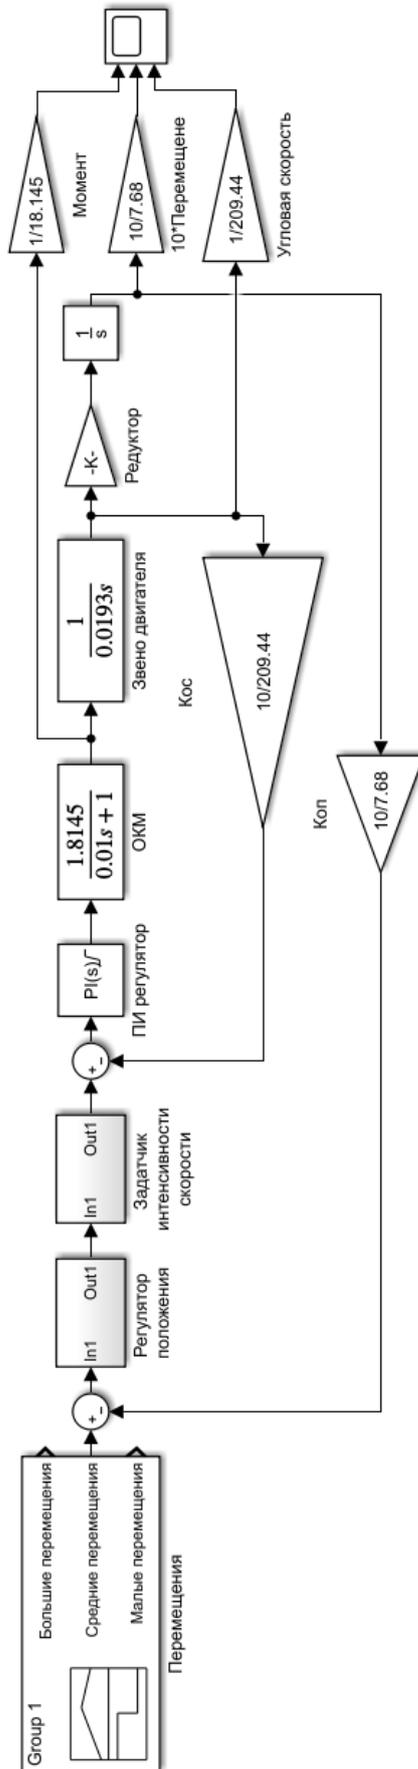 Group 1
Большие перемещения
Средние перемещения
Малые перемещения
Перемещения
+
-
In1
Out1
Регулятор
положения
In1
Out1
Задатчик
интенсивности
скорости
+
-
PI(s)
ПИ регулятор
1.8145
0.01s + 1
ОКМ
1
0.0193s
Звено двигателя
-K-
Редуктор
1
s
1/18.145
Момент
10/7.68
10*Перемещене
1/209.44
Угловая скорость
Кос
10/209.44
Коп
10/7.68